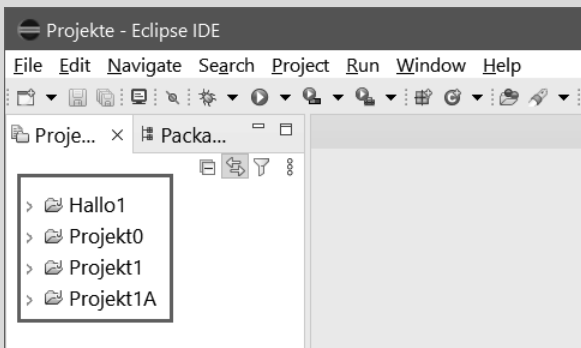 Projekte - Eclipse IDE
File Edit Navigate Search Project Run Window Help
Proje... Packa...
Hallo1
Projekt0
Projekt1
Projekt1A